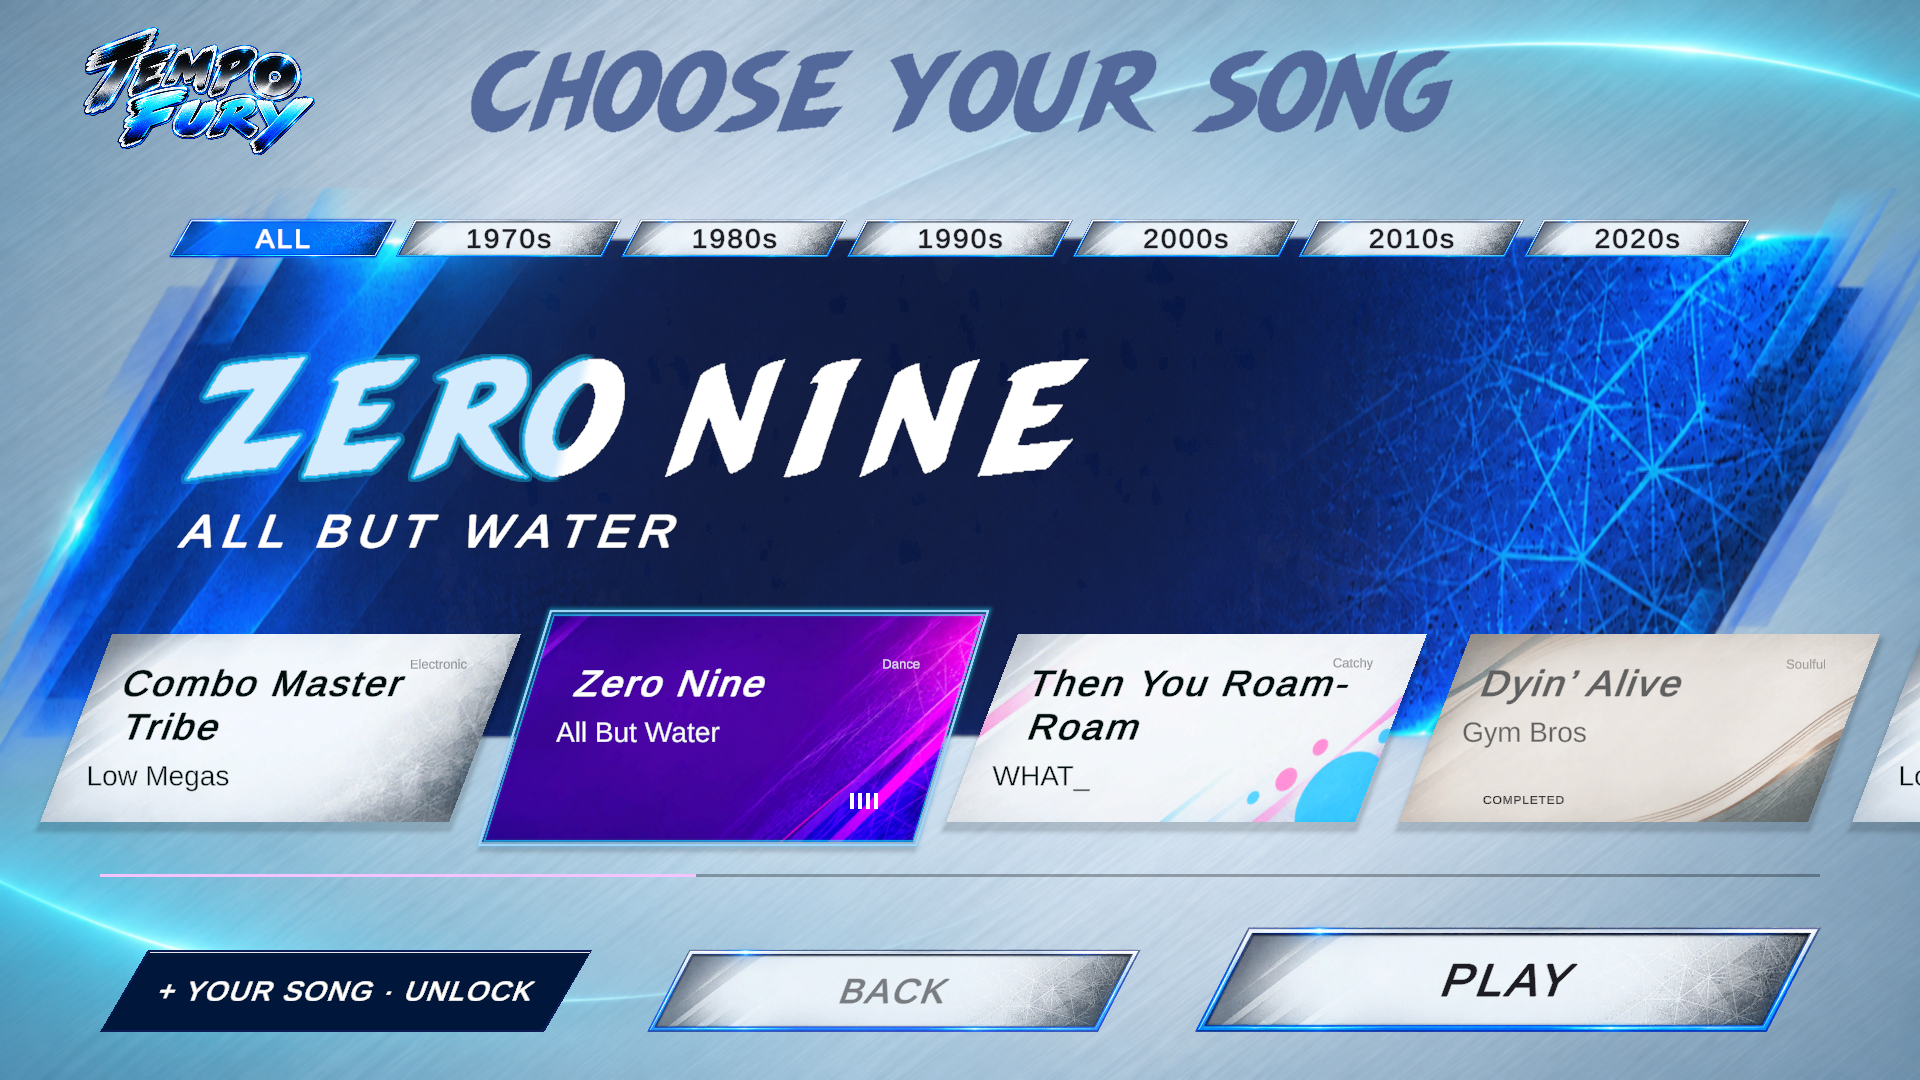 TEMPO
FURY
CHOOSE YOUR SONG
ALL
1970s
1980s
1990s
2000s
2010s
2020s
ZERO NINE
ALL BUT WATER
Combo Master
Tribe
Electronic
Low Megas
Zero Nine
Dance
All But Water
Then You Roam-
Roam
Catchy
WHAT_
Dyin’ Alive
Soulful
Gym Bros
COMPLETED
+ YOUR SONG · UNLOCK
BACK
PLAY